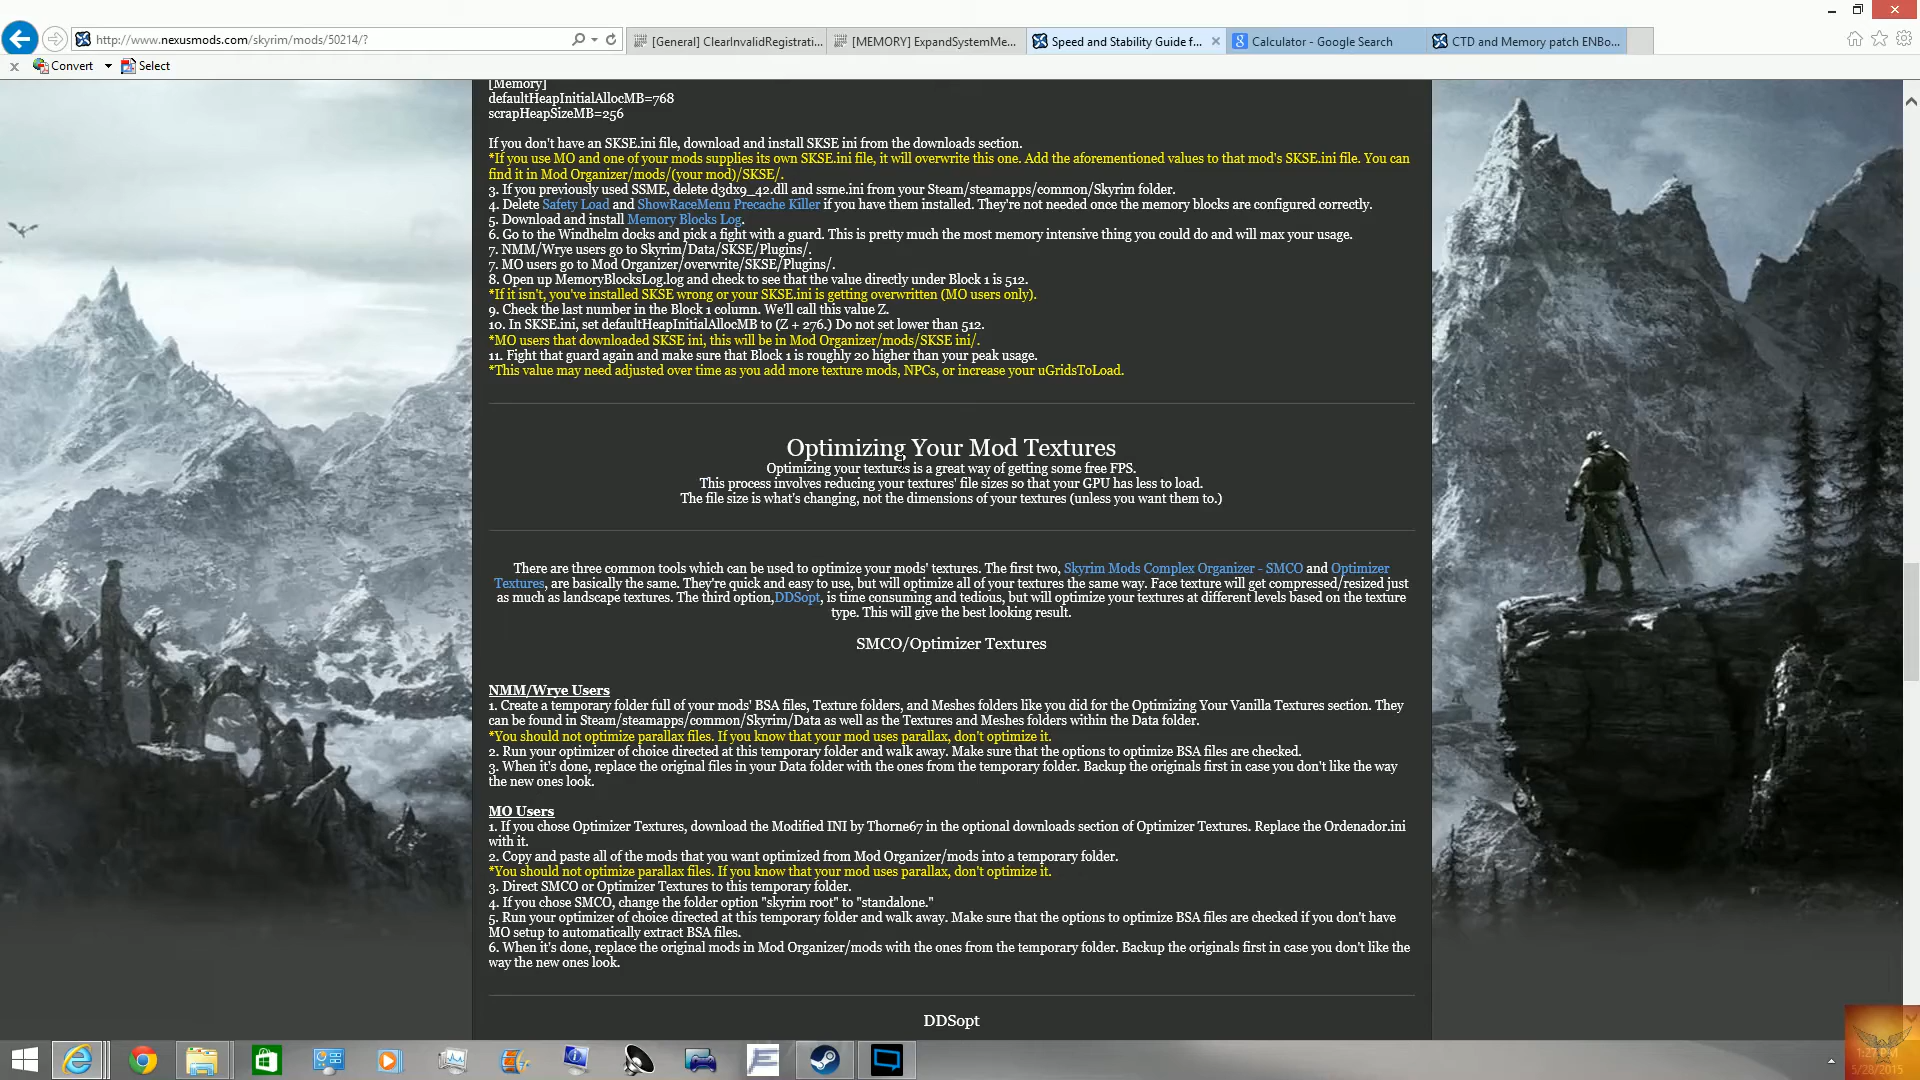 http://www.nexusmods.com/skyrim/mods/50214/?
[General] ClearInvalidRegistrati...
[MEMORY] ExpandSystemMe...
Speed and Stability Guide f...
Calculator - Google Search
CTD and Memory patch ENBo...
Convert
Select
[Memory]
defaultHeapInitialAllocMB=768
scrapHeapSizeMB=256
If you don't have an SKSE.ini file, download and install SKSE ini from the downloads section.
*If you use MO and one of your mods supplies its own SKSE.ini file, it will overwrite this one. Add the aforementioned values to that mod's SKSE.ini file. You can
find it in Mod Organizer/mods/(your mod)/SKSE/.
3. If you previously used SSME, delete d3dx9_42.dll and ssme.ini from your Steam/steamapps/common/Skyrim folder.
4. Delete Safety Load and ShowRaceMenu Precache Killer if you have them installed. They're not needed once the memory blocks are configured correctly.
5. Download and install Memory Blocks Log.
6. Go to the Windhelm docks and pick a fight with a guard. This is pretty much the most memory intensive thing you could do and will max your usage.
7. NMM/Wrye users go to Skyrim/Data/SKSE/Plugins/.
7. MO users go to Mod Organizer/overwrite/SKSE/Plugins/.
8. Open up MemoryBlocksLog.log and check to see that the value directly under Block 1 is 512.
*If it isn't, you've installed SKSE wrong or your SKSE.ini is getting overwritten (MO users only).
9. Check the last number in the Block 1 column. We'll call this value Z.
10. In SKSE.ini, set defaultHeapInitialAllocMB to (Z + 276.) Do not set lower than 512.
*MO users that downloaded SKSE ini, this will be in Mod Organizer/mods/SKSE ini/.
11. Fight that guard again and make sure that Block 1 is roughly 20 higher than your peak usage.
*This value may need adjusted over time as you add more texture mods, NPCs, or increase your uGridsToLoad.
Optimizing Your Mod Textures
Optimizing your textures is a great way of getting some free FPS.
This process involves reducing your textures' file sizes so that your GPU has less to load.
The file size is what's changing, not the dimensions of your textures (unless you want them to.)
There are three common tools which can be used to optimize your mods' textures. The first two, Skyrim Mods Complex Organizer - SMCO and Optimizer
Textures, are basically the same. They're quick and easy to use, but will optimize all of your textures the same way. Face texture will get compressed/resized just
as much as landscape textures. The third option,DDSopt, is time consuming and tedious, but will optimize your textures at different levels based on the texture
type. This will give the best looking result.
SMCO/Optimizer Textures
NMM/Wrye Users
1. Create a temporary folder full of your mods' BSA files, Texture folders, and Meshes folders like you did for the Optimizing Your Vanilla Textures section. They
can be found in Steam/steamapps/common/Skyrim/Data as well as the Textures and Meshes folders within the Data folder.
*You should not optimize parallax files. If you know that your mod uses parallax, don't optimize it.
2. Run your optimizer of choice directed at this temporary folder and walk away. Make sure that the options to optimize BSA files are checked.
3. When it's done, replace the original files in your Data folder with the ones from the temporary folder. Backup the originals first in case you don't like the way
the new ones look.
MO Users
1. If you chose Optimizer Textures, download the Modified INI by Thorne67 in the optional downloads section of Optimizer Textures. Replace the Ordenador.ini
with it.
2. Copy and paste all of the mods that you want optimized from Mod Organizer/mods into a temporary folder.
*You should not optimize parallax files. If you know that your mod uses parallax, don't optimize it.
3. Direct SMCO or Optimizer Textures to this temporary folder.
4. If you chose SMCO, change the folder option "skyrim root" to "standalone."
5. Run your optimizer of choice directed at this temporary folder and walk away. Make sure that the options to optimize BSA files are checked if you don't have
MO setup to automatically extract BSA files.
6. When it's done, replace the original mods in Mod Organizer/mods with the ones from the temporary folder. Backup the originals first in case you don't like the
way the new ones look.
DDSopt
1:27 PM
5/28/2015